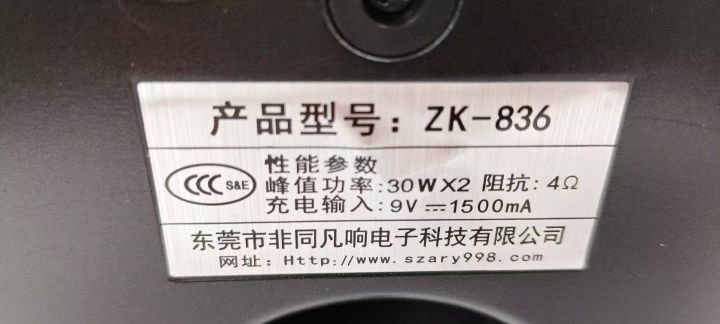 产品型号：ZK-836
性能参数
CCC S&E 峰值功率：30WX2 阻抗：4Ω
充电输入：9V⎓1500mA
东莞市非同凡响电子科技有限公司
网址：Http://www.szary998.com